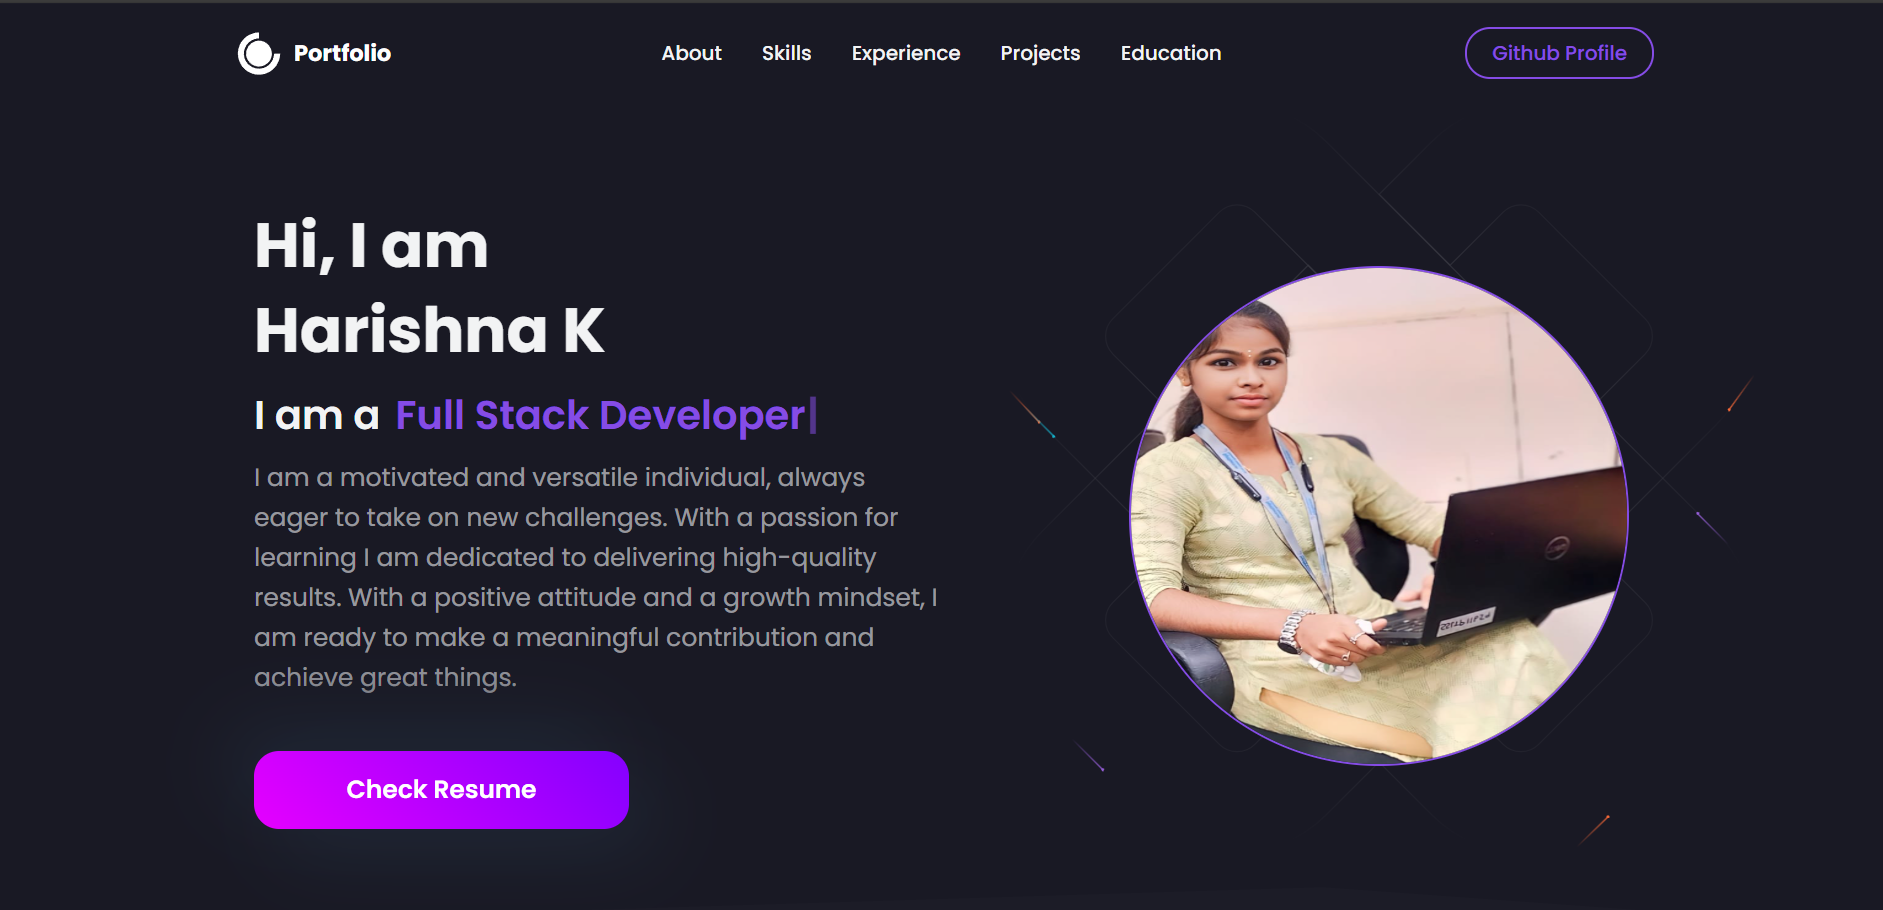 Portfolio
About Skills Experience Projects Education
Github Profile
Hi, I am
Harishna K
I am a Full Stack Developer
I am a motivated and versatile individual, always
eager to take on new challenges. With a passion for
learning I am dedicated to delivering high-quality
results. With a positive attitude and a growth mindset, I
am ready to make a meaningful contribution and
achieve great things.
Check Resume